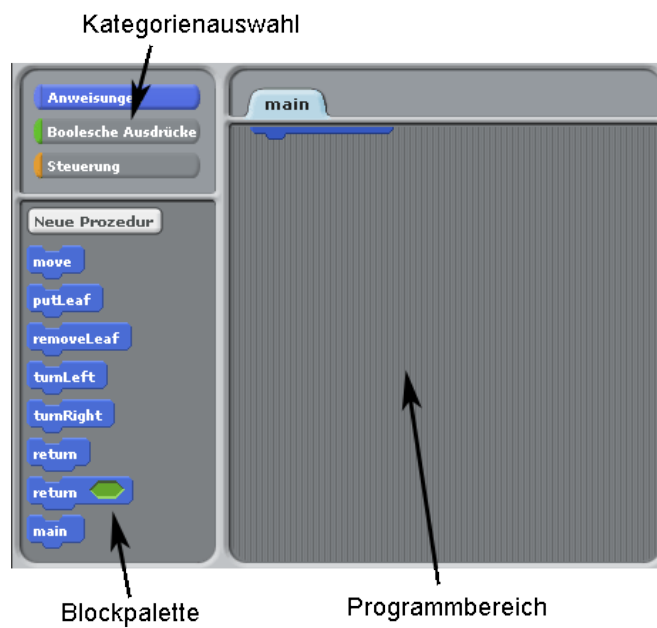 Kategorienauswahl
Anweisungen
main
Boolesche Ausdrücke
Steuerung
Neue Prozedur
move
putLeaf
removeLeaf
turnLeft
turnRight
return
return
main
Blockpalette
Programmbereich